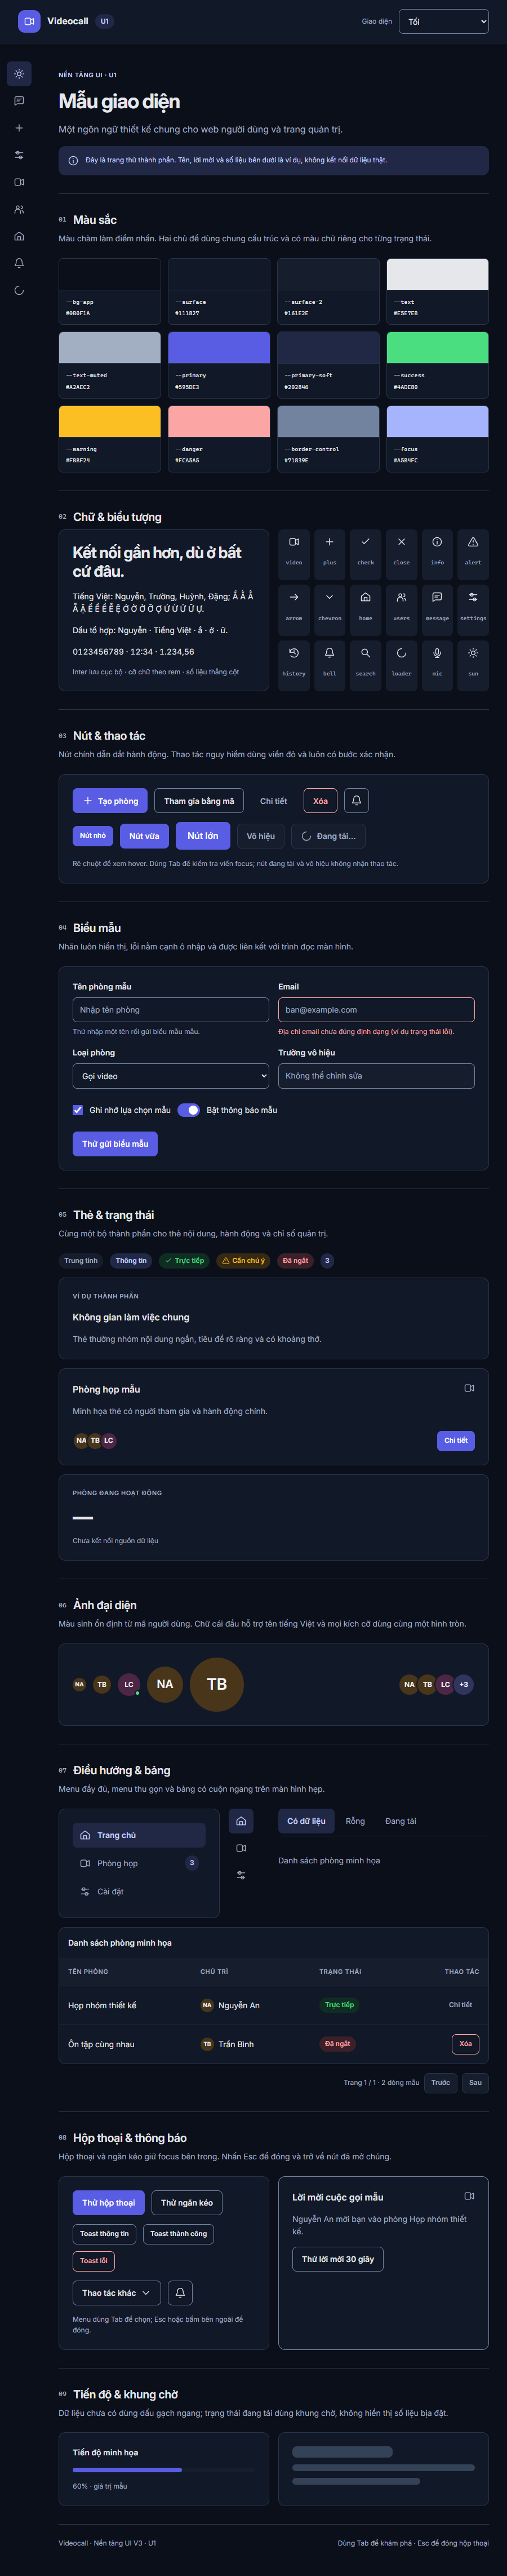 Videocall
U1
Giao diện
Tối
NỀN TẢNG UI · U1
Mẫu giao diện
Một ngôn ngữ thiết kế chung cho web người dùng và trang quản trị.
Đây là trang thử thành phần. Tên, lời mời và số liệu bên dưới là ví dụ, không kết nối dữ liệu thật.
01 Màu sắc
Màu chàm làm điểm nhấn. Hai chủ đề dùng chung cấu trúc và có màu chữ riêng cho từng trạng thái.
--bg-app
#0B0F1A
--surface
#111827
--surface-2
#161E2E
--text
#E5E7EB
--text-muted
#A2AEC2
--primary
#595DE3
--primary-soft
#202846
--success
#4ADE80
--warning
#FBBF24
--danger
#FCA5A5
--border-control
#71839E
--focus
#A5B4FC
02 Chữ & biểu tượng
Kết nối gần hơn, dù ở bất
cứ đâu.
Dấu tổ hợp: Nguyễn · Tiếng Việt · ấ · ở · ữ.
0123456789 · 12:34 · 1.234,56
Inter lưu cục bộ · cỡ chữ theo rem · số liệu thẳng cột
video
plus
check
close
info
alert
arrow
chevron
home
users
message
settings
history
bell
search
loader
mic
sun
03 Nút & thao tác
Nút chính dẫn dắt hành động. Thao tác nguy hiểm dùng viền đỏ và luôn có bước xác nhận.
Tạo phòng
Tham gia bằng mã
Chi tiết
Xóa
Nút nhỏ
Nút vừa
Nút lớn
Vô hiệu
Đang tải…
Rê chuột để xem hover. Dùng Tab để kiểm tra viền focus; nút đang tải và vô hiệu không nhận thao tác.
04 Biểu mẫu
Nhãn luôn hiển thị, lỗi nằm cạnh ô nhập và được liên kết với trình đọc màn hình.
Tên phòng mẫu
Nhập tên phòng
Thử nhập một tên rồi gửi biểu mẫu mẫu.
Email
ban@example.com
Địa chỉ email chưa đúng định dạng (ví dụ trạng thái lỗi).
Loại phòng
Gọi video
Trường vô hiệu
Không thể chỉnh sửa
Ghi nhớ lựa chọn mẫu
Bật thông báo mẫu
Thử gửi biểu mẫu
05 Thẻ & trạng thái
Cùng một bộ thành phần cho thẻ nội dung, hành động và chỉ số quản trị.
Trung tính
Thông tin
Trực tiếp
Cần chú ý
Đã ngắt
3
VÍ DỤ THÀNH PHẦN
Không gian làm việc chung
Thẻ thường nhóm nội dung ngắn, tiêu đề rõ ràng và có khoảng thở.
Phòng họp mẫu
Minh họa thẻ có người tham gia và hành động chính.
NA TB LC
Chi tiết
PHÒNG ĐANG HOẠT ĐỘNG
—
Chưa kết nối nguồn dữ liệu
06 Ảnh đại diện
Màu sinh ổn định từ mã người dùng. Chữ cái đầu hỗ trợ tên tiếng Việt và mọi kích cỡ dùng cùng một hình tròn.
NA TB LC NA TB
NA TB LC +3
07 Điều hướng & bảng
Menu đầy đủ, menu thu gọn và bảng có cuộn ngang trên màn hình hẹp.
Trang chủ
Phòng họp
3
Cài đặt
Có dữ liệu
Rỗng
Đang tải
Danh sách phòng minh họa
Danh sách phòng minh họa
TÊN PHÒNG
CHỦ TRÌ
TRẠNG THÁI
THAO TÁC
Họp nhóm thiết kế
NA Nguyễn An
Trực tiếp
Chi tiết
Ôn tập cùng nhau
TB Trần Bình
Đã ngắt
Xóa
Trang 1 / 1 · 2 dòng mẫu
Trước
Sau
08 Hộp thoại & thông báo
Hộp thoại và ngăn kéo giữ focus bên trong. Nhấn Esc để đóng và trở về nút đã mở chúng.
Thử hộp thoại
Thử ngăn kéo
Toast thông tin
Toast thành công
Toast lỗi
Thao tác khác
Menu dùng Tab để chọn; Esc hoặc bấm bên ngoài để
đóng.
Lời mời cuộc gọi mẫu
Nguyễn An mời bạn vào phòng Họp nhóm thiết
kế.
Thử lời mời 30 giây
09 Tiến độ & khung chờ
Dữ liệu chưa có dùng dấu gạch ngang; trạng thái đang tải dùng khung chờ, không hiển thị số liệu bịa đặt.
Tiến độ minh họa
60% · giá trị mẫu
Videocall · Nền tảng UI V3 · U1
Dùng Tab để khám phá · Esc để đóng hộp thoại